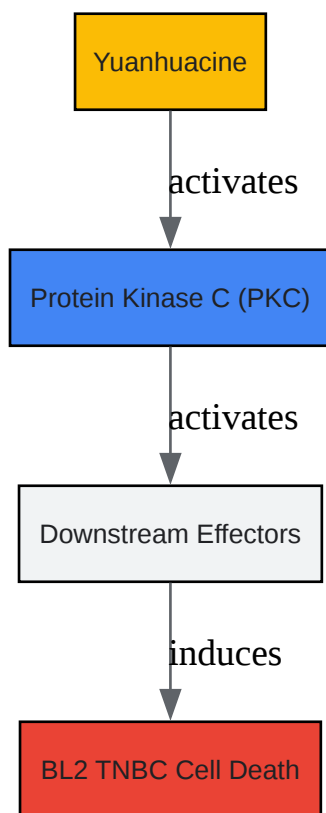 Yuanhuacine
activates
Protein Kinase C (PKC)
activates
Downstream Effectors
induces
BL2 TNBC Cell Death